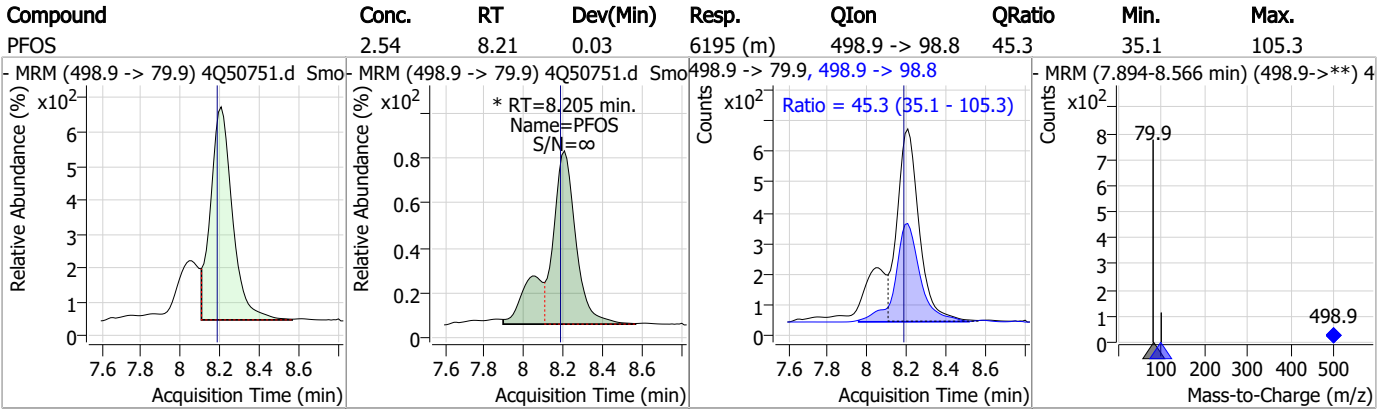 Compound Conc. RT Dev(Min) Resp. QIon QRatio Min. Max.
PFOS 2.54 8.21 0.03 6195 (m) 498.9 -> 98.8 45.3 35.1 105.3
- MRM (498.9 -> 79.9) 4Q50751.d Smo
Relative Abundance (%)
x10²
6
5
4
3
2
1
0
7.6 7.8 8 8.2 8.4 8.6
Acquisition Time (min)
- MRM (498.9 -> 79.9) 4Q50751.d Smo
Relative Abundance (%)
x10²
* RT=8.205 min.
Name=PFOS
S/N=∞
0.8
0.6
0.4
0.2
0
7.6 7.8 8 8.2 8.4 8.6
Acquisition Time (min)
498.9 -> 79.9, 498.9 -> 98.8
Counts
x10²
Ratio = 45.3 (35.1 - 105.3)
6
5
4
3
2
1
0
7.6 7.8 8 8.2 8.4 8.6
Acquisition Time (min)
- MRM (7.894-8.566 min) (498.9->**) 4
Counts
x10²
79.9
8
7
6
5
4
3
2
1
0
498.9
100 200 300 400 500
Mass-to-Charge (m/z)